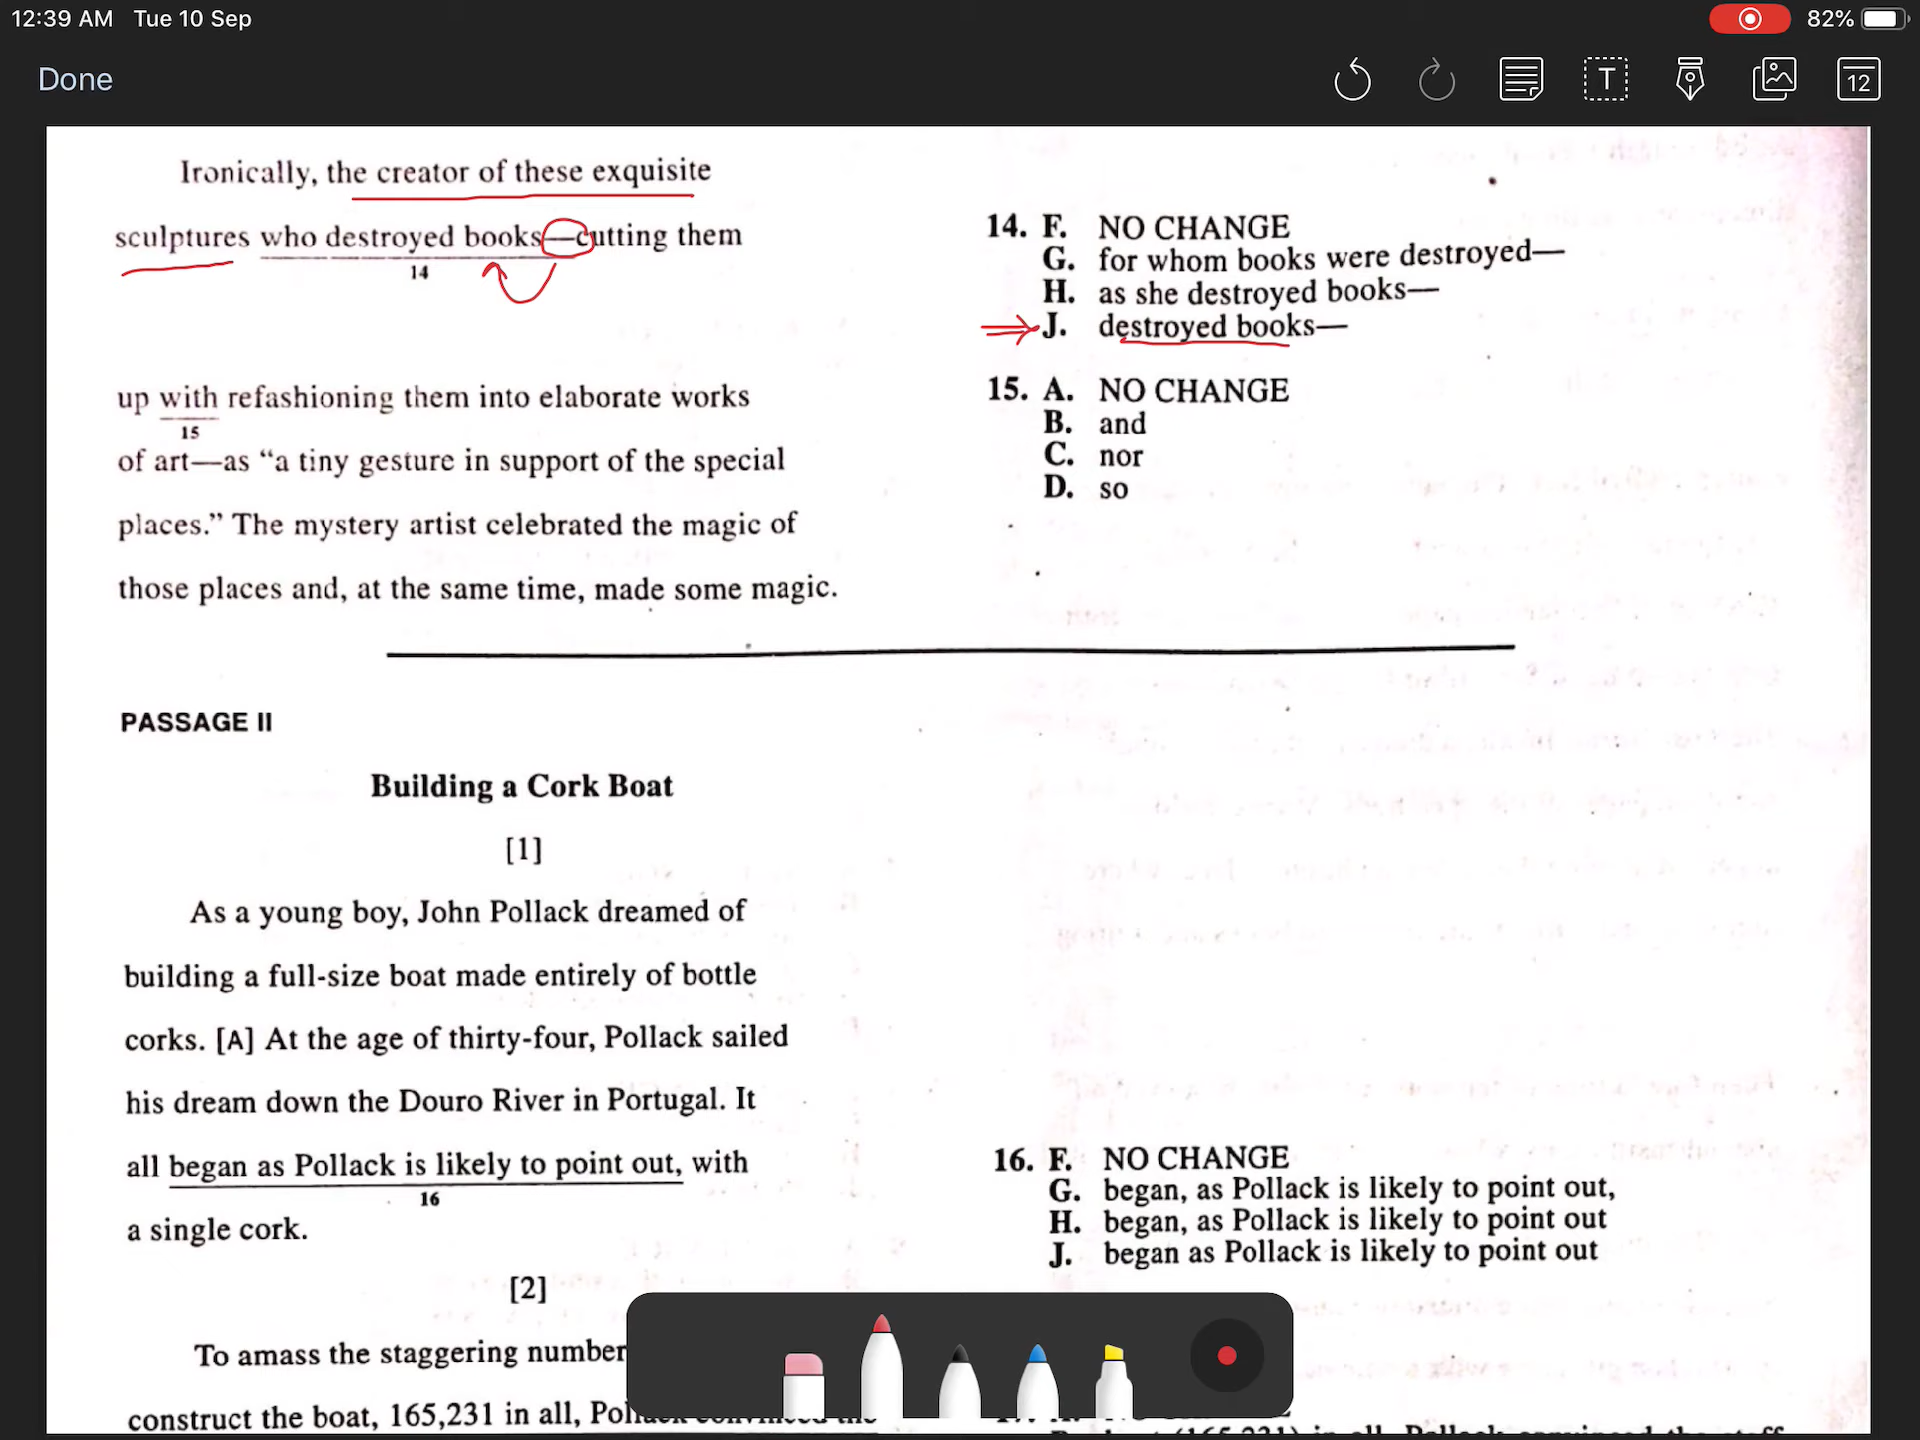 12:39 AM Tue 10 Sep
82%
Done
T
12
Ironically, the creator of these exquisite
sculptures who destroyed books—cutting them
14
up with refashioning them into elaborate works
15
of art—as “a tiny gesture in support of the special
places.” The mystery artist celebrated the magic of
those places and, at the same time, made some magic.
14. F. NO CHANGE
G. for whom books were destroyed—
H. as she destroyed books—
J. destroyed books—
15. A. NO CHANGE
B. and
C. nor
D. so
PASSAGE II
Building a Cork Boat
[1]
As a young boy, John Pollack dreamed of
building a full-size boat made entirely of bottle
corks. [A] At the age of thirty-four, Pollack sailed
his dream down the Douro River in Portugal. It
all began as Pollack is likely to point out, with
16
a single cork.
16. F. NO CHANGE
G. began, as Pollack is likely to point out,
H. began, as Pollack is likely to point out
J. began as Pollack is likely to point out
[2]
To amass the staggering number
construct the boat, 165,231 in all,